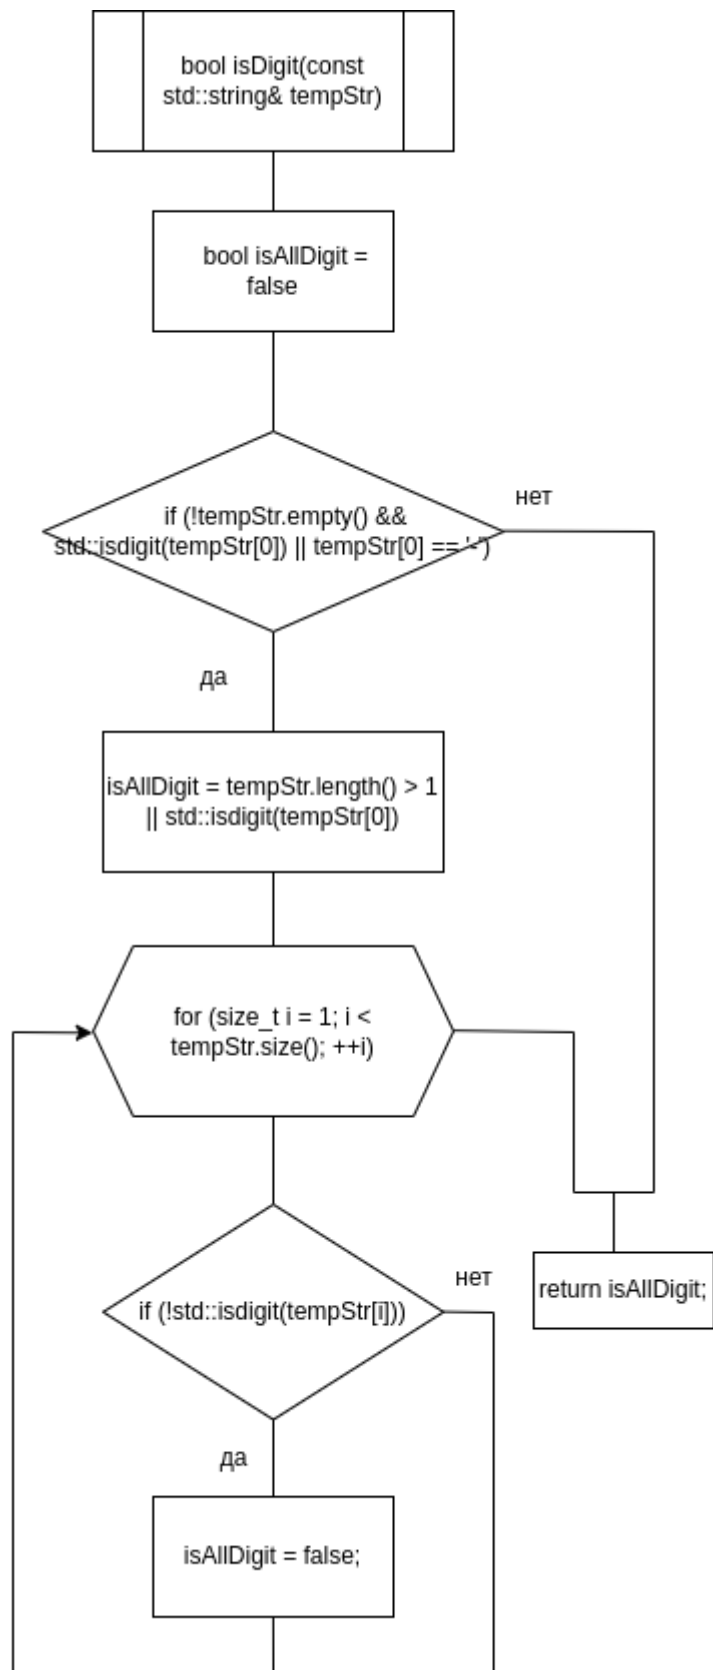 bool isDigit(const
std::string& tempStr)
bool isAllDigit =
false
нет
if (!tempStr.empty() &&
std::isdigit(tempStr[0]) || tempStr[0] == '-')
да
isAllDigit = tempStr.length() > 1
|| std::isdigit(tempStr[0])
for (size_t i = 1; i <
tempStr.size(); ++i)
нет
return isAllDigit;
if (!std::isdigit(tempStr[i]))
да
isAllDigit = false;